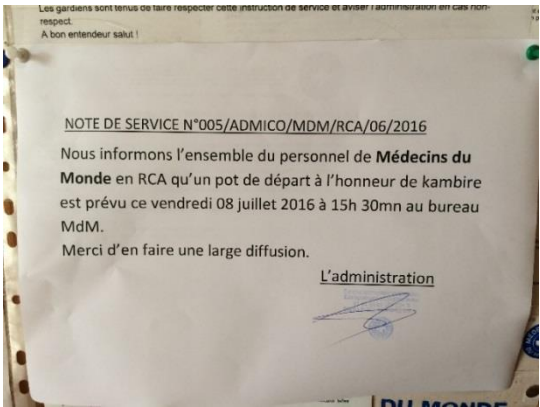 Les gardiens sont tenus de faire respecter cette instruction de service et aviser l'administration en cas non-
respect.
A bon entendeur salut !
NOTE DE SERVICE N°005/ADMICO/MDM/RCA/06/2016
Nous informons l'ensemble du personnel de Médecins du
Monde en RCA qu'un pot de départ à l'honneur de kambire
est prévu ce vendredi 08 juillet 2016 à 15h 30mn au bureau
MdM.
Merci d'en faire une large diffusion.
L'administration
DU MONDE